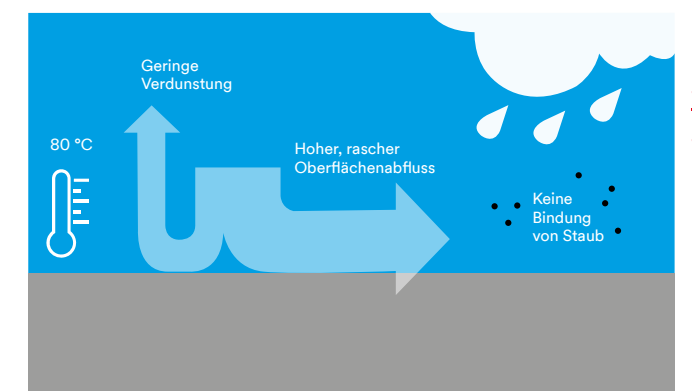 Geringe
Verdunstung
80 °C
Hoher, rascher
Oberflächenabfluss
Keine
Bindung
von Staub